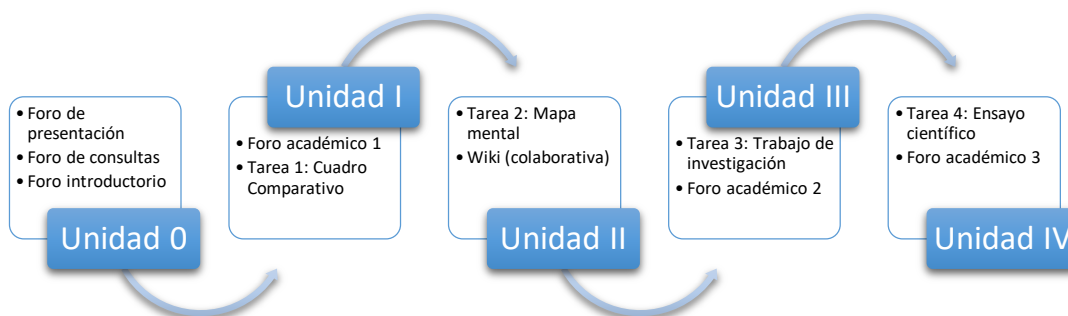 Unidad 0
• Foro de
presentación
• Foro de consultas
• Foro introductorio
Unidad I
• Foro académico 1
• Tarea 1: Cuadro
Comparativo
Unidad II
• Tarea 2: Mapa
mental
• Wiki (colaborativa)
Unidad III
• Tarea 3: Trabajo de
investigación
• Foro académico 2
Unidad IV
• Tarea 4: Ensayo
científico
• Foro académico 3